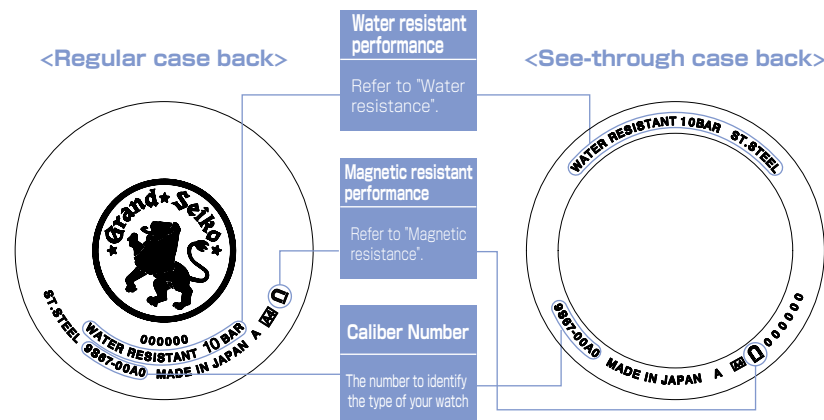 <Regular case back>
Water resistant
performance
Refer to "Water
resistance".
<See-through case back>
Magnetic resistant
performance
Refer to "Magnetic
resistance".
Caliber Number
The number to identify
the type of your watch
Grand Seiko
000000
WATER RESISTANT 10 BAR
ST.STEEL 9S67-00A0 MADE IN JAPAN A
WATER RESISTANT 10BAR ST.STEEL
9S67-00A0 MADE IN JAPAN A 000000